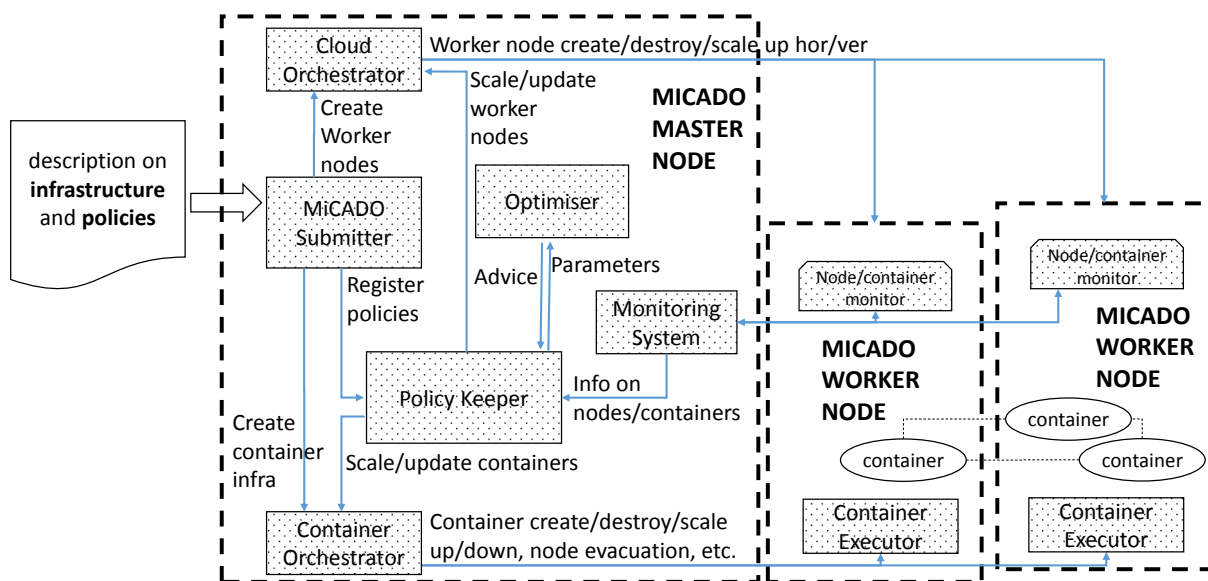 Cloud
Orchestrator
Worker node create/destroy/scale up hor/ver
Scale/update
worker
nodes
MICADO
MASTER
NODE
Create
Worker
nodes
description on
infrastructure
and policies
MiCADO
Submitter
Optimiser
Advice
Parameters
Register
policies
Monitoring
System
Node/container
monitor
Node/container
monitor
MICADO
WORKER
NODE
MICADO
WORKER
NODE
Policy Keeper
Info on
nodes/containers
Create
container
infra
Scale/update containers
container
container
container
Container
Orchestrator
Container create/destroy/scale
up/down, node evacuation, etc.
Container
Executor
Container
Executor